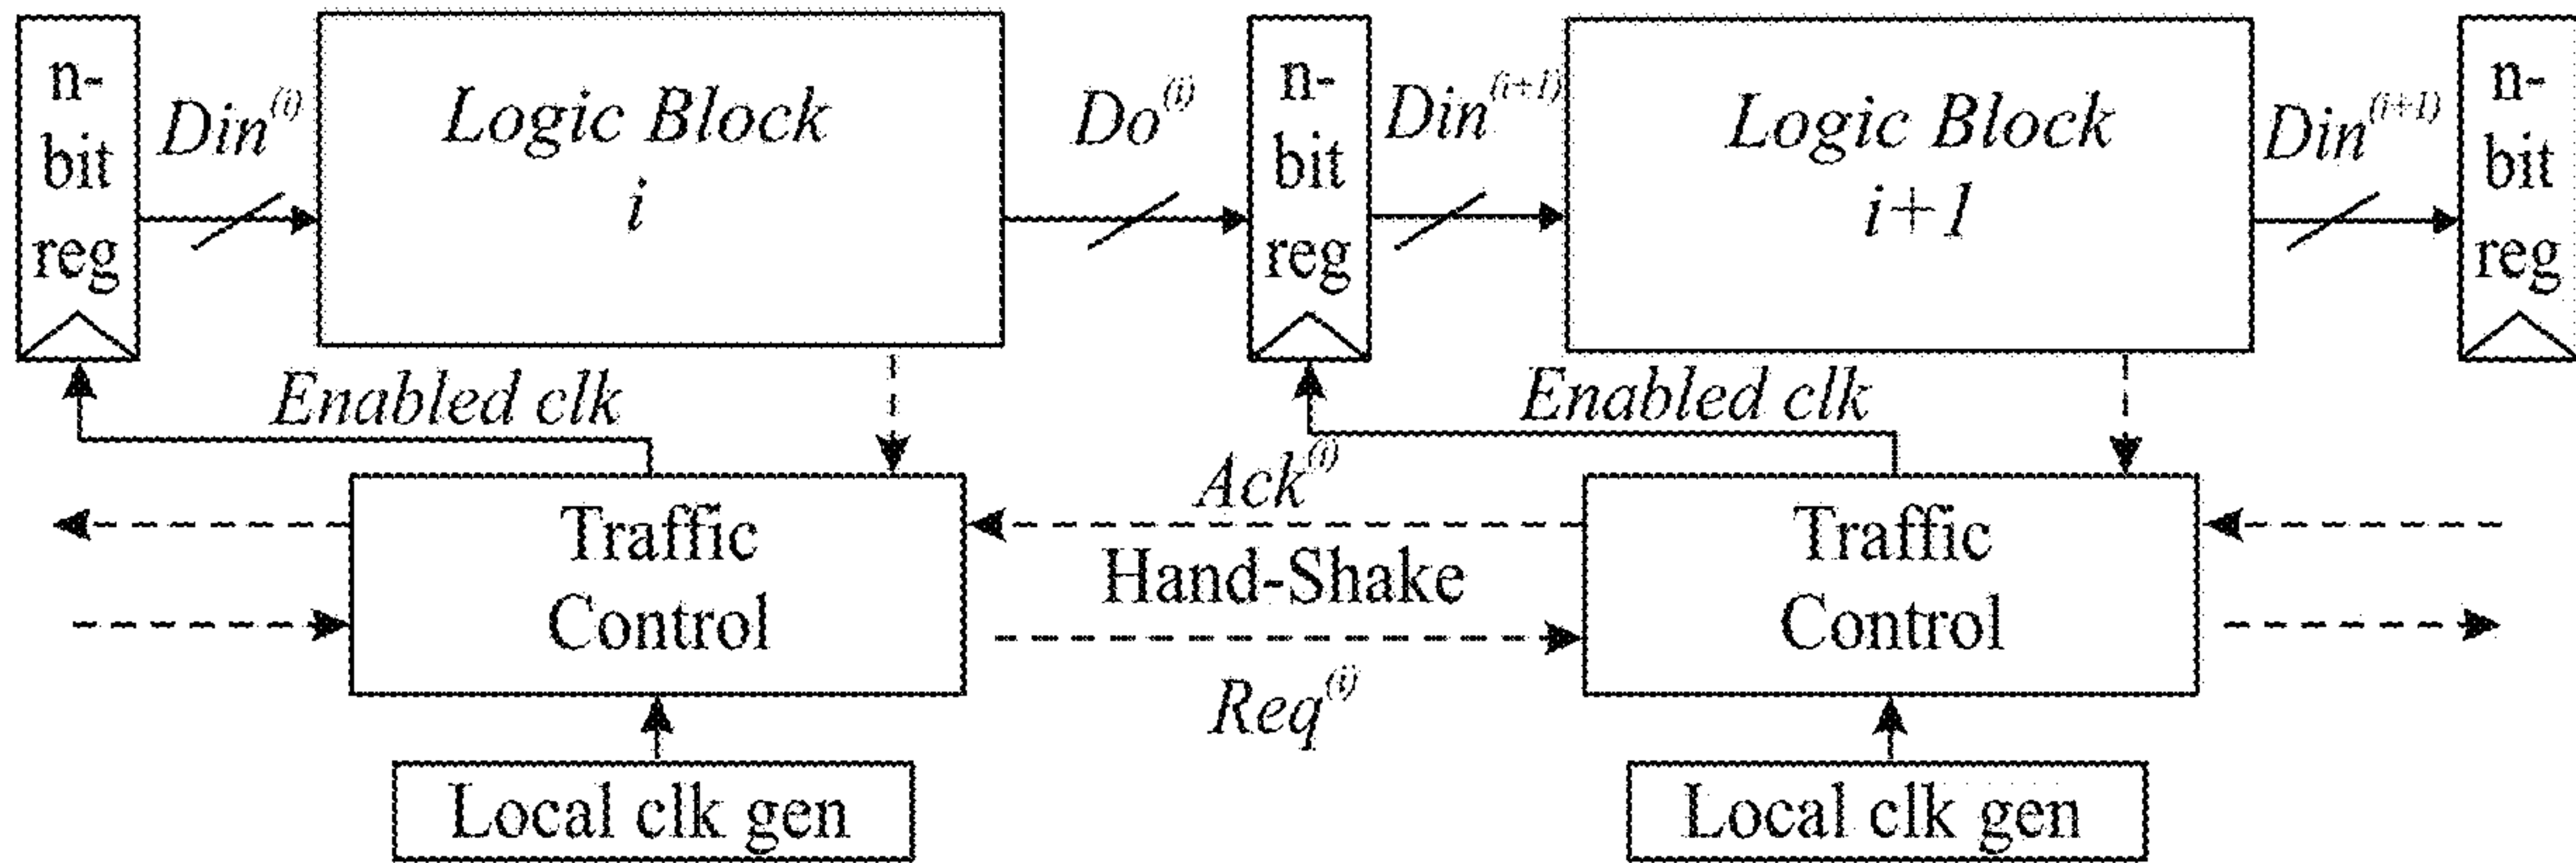 n-
bit
reg
Din^(i)
Logic Block
i
Do^(i)
n-
bit
reg
Din^(i+1)
Logic Block
i+1
Din^(i+1)
n-
bit
reg
Enabled clk
Enabled clk
Traffic
Control
Ack^(i)
Hand-Shake
Req^(i)
Traffic
Control
Local clk gen
Local clk gen